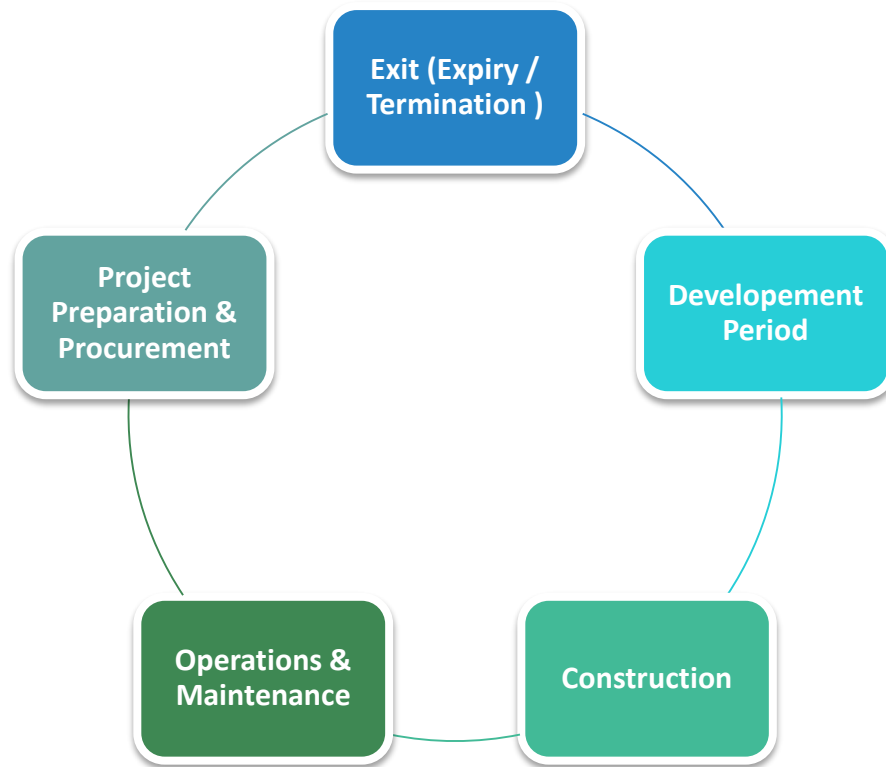 Exit (Expiry /
Termination )
Project
Preparation &
Procurement
Developement
Period
Operations &
Maintenance
Construction